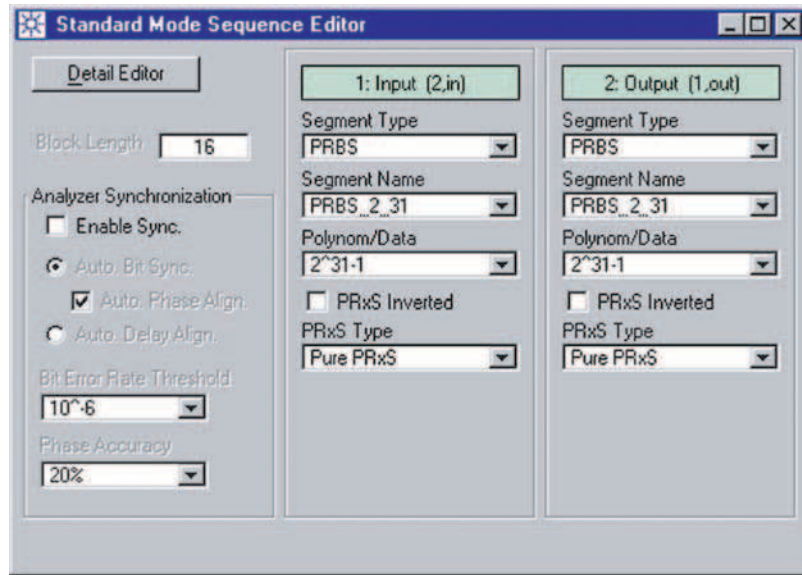 Standard Mode Sequence Editor
Detail Editor
Block Length 16
Analyzer Synchronization
Enable Sync.
Auto. Bit Sync.
Auto. Phase Align.
Auto. Delay Align.
Bit Error Rate Threshold
10^-6
Phase Accuracy
20%
1: Input (2,in)
Segment Type
PRBS
Segment Name
PRBS_2_31
Polynom/Data
2^31-1
PRxS Inverted
PRxS Type
Pure PRxS
2: Output (1,out)
Segment Type
PRBS
Segment Name
PRBS_2_31
Polynom/Data
2^31-1
PRxS Inverted
PRxS Type
Pure PRxS